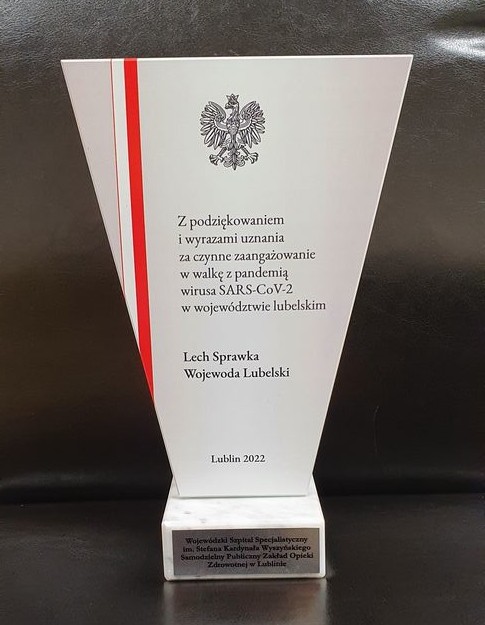 Z podziękowaniem
i wyrazami uznania
za czynne zaangażowanie
w walkę z pandemią
wirusa SARS-CoV-2
w województwie lubelskim
Lech Sprawka
Wojewoda Lubelski
Lublin 2022
Wojewódzki Szpital Specjalistyczny
im. Stefana Kardynała Wyszyńskiego
Samodzielny Publiczny Zakład Opieki
Zdrowotnej w Lublinie